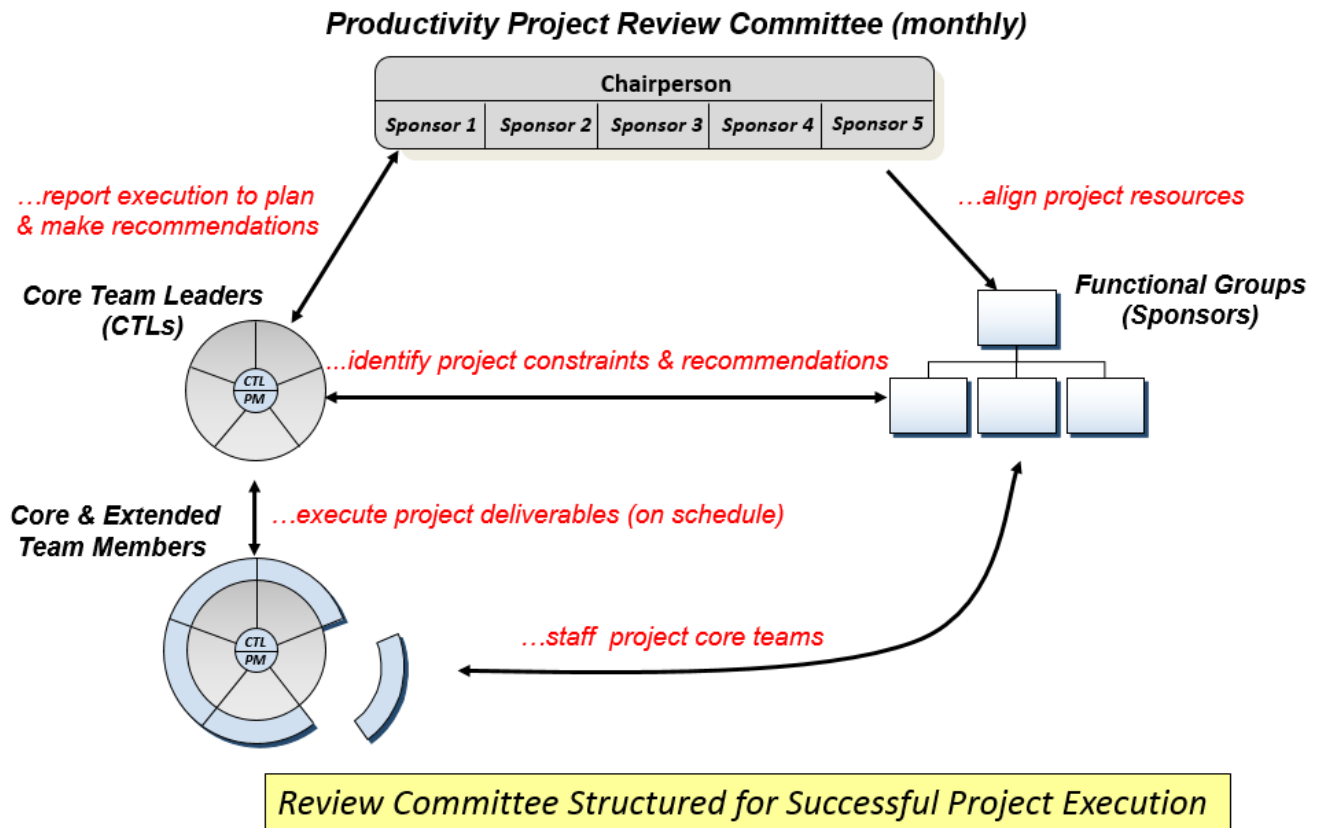 Productivity Project Review Committee (monthly)
Chairperson
Sponsor 1 Sponsor 2 Sponsor 3 Sponsor 4 Sponsor 5
…report execution to plan
& make recommendations
…align project resources
Core Team Leaders
(CTLs)
Functional Groups
(Sponsors)
...identify project constraints & recommendations
CTL
PM
Core & Extended
Team Members
…execute project deliverables (on schedule)
CTL
PM
…staff project core teams
Review Committee Structured for Successful Project Execution